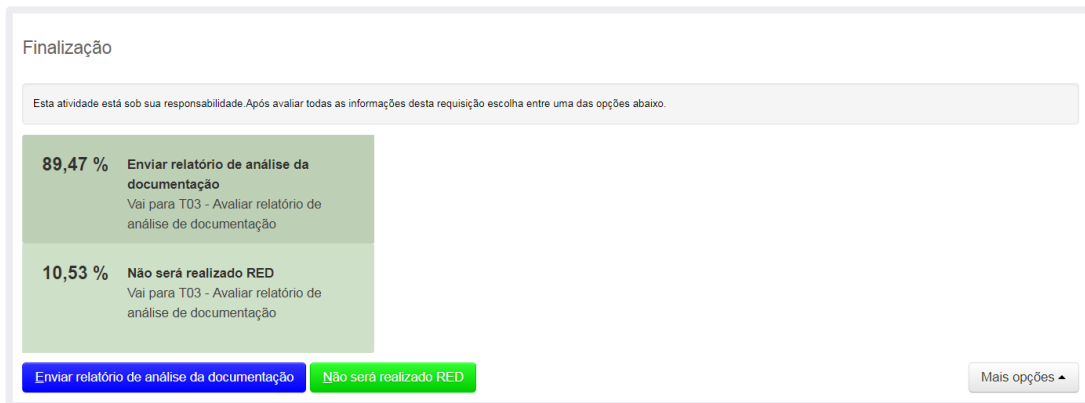 Finalização
Esta atividade está sob sua responsabilidade.Após avaliar todas as informações desta requisição escolha entre uma das opções abaixo.
89,47 % Enviar relatório de análise da
documentação
Vai para T03 - Avaliar relatório de
análise de documentação
10,53 % Não será realizado RED
Vai para T03 - Avaliar relatório de
análise de documentação
Enviar relatório de análise da documentação Não será realizado RED Mais opções